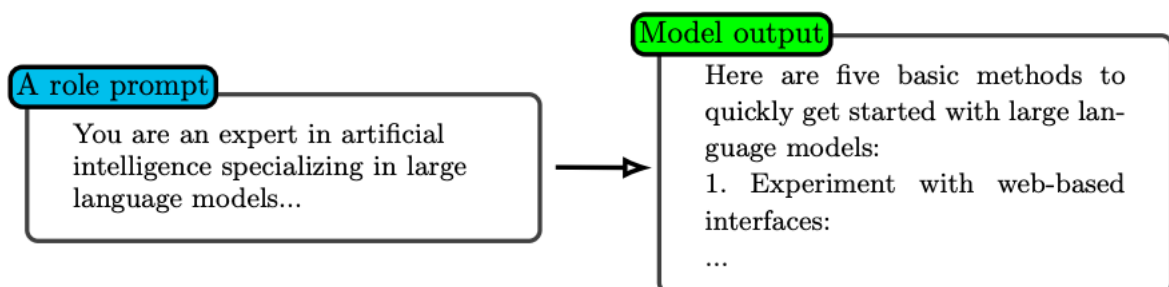 A role prompt
You are an expert in artificial
intelligence specializing in large
language models...
Model output
Here are five basic methods to
quickly get started with large lan-
guage models:
1. Experiment with web-based
interfaces:
...